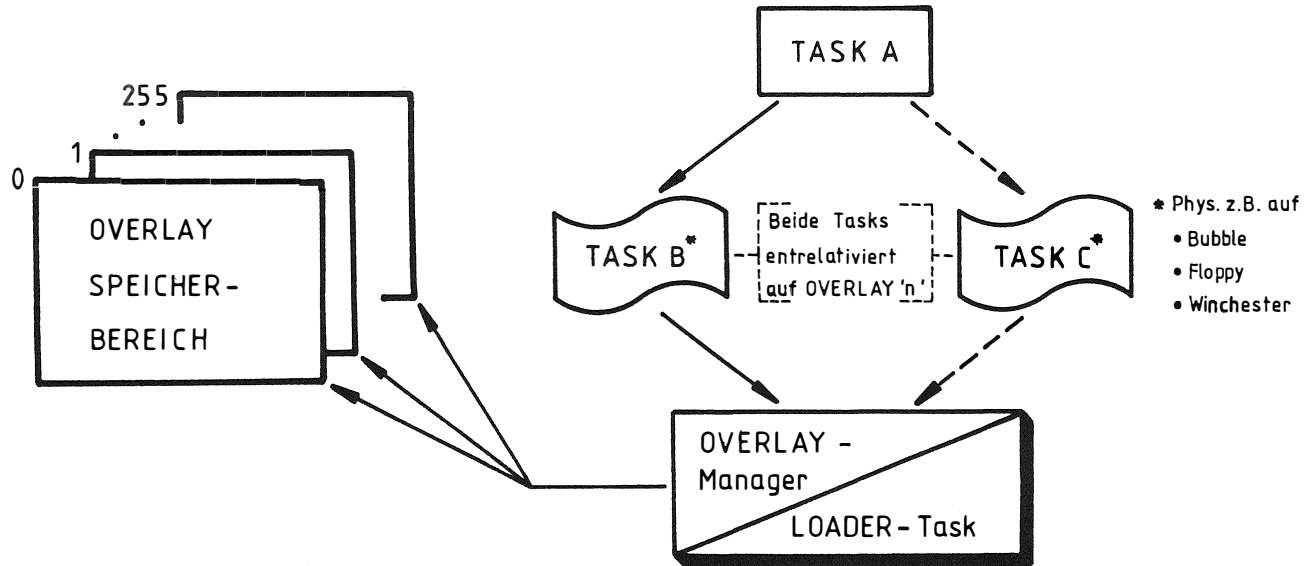 255
1
0
OVERLAY
SPEICHER-
BEREICH
TASK A
TASK B*
Beide Tasks
entrelativiert
auf OVERLAY 'n'
TASK C*
* Phys. z.B. auf
• Bubble
• Floppy
• Winchester
OVERLAY -
Manager
LOADER - Task